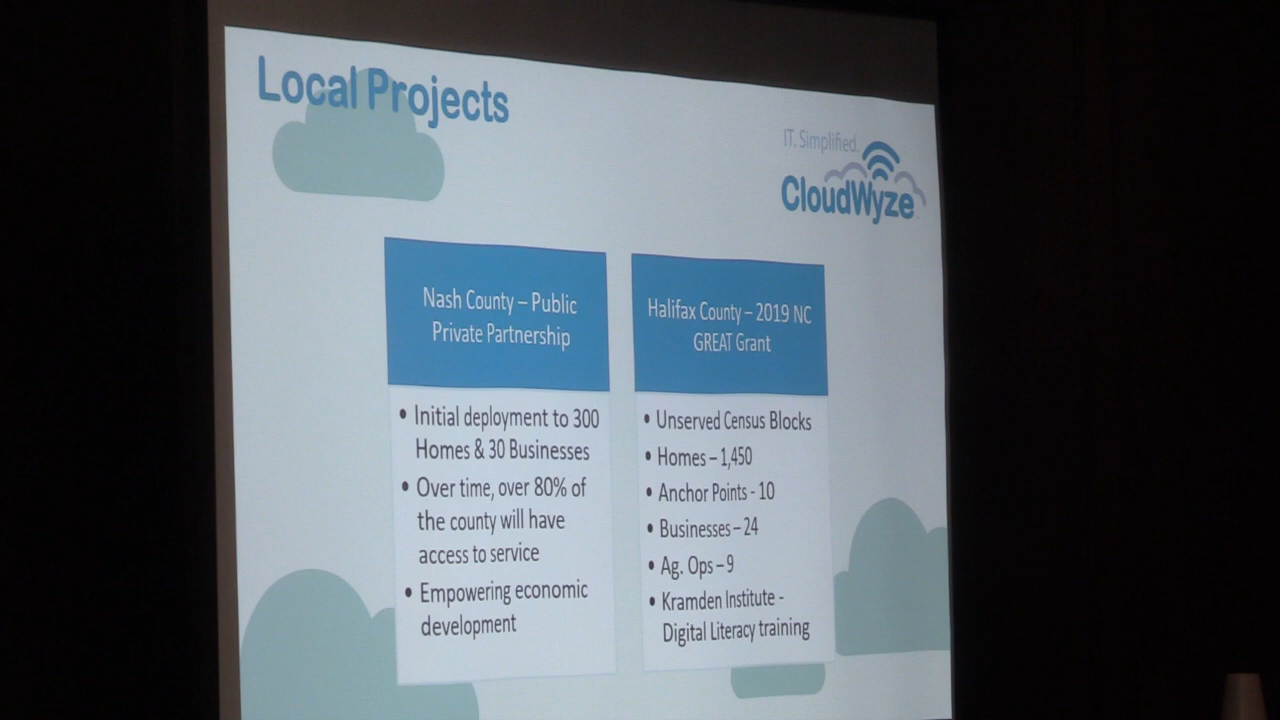 Local Projects
IT. Simplified.
CloudWyze
Nash County – Public
Private Partnership
• Initial deployment to 300
Homes & 30 Businesses
• Over time, over 80% of
the county will have
access to service
• Empowering economic
development
Halifax County – 2019 NC
GREAT Grant
• Unserved Census Blocks
• Homes – 1,450
• Anchor Points - 10
• Businesses – 24
• Ag. Ops – 9
• Kramden Institute -
Digital Literacy training